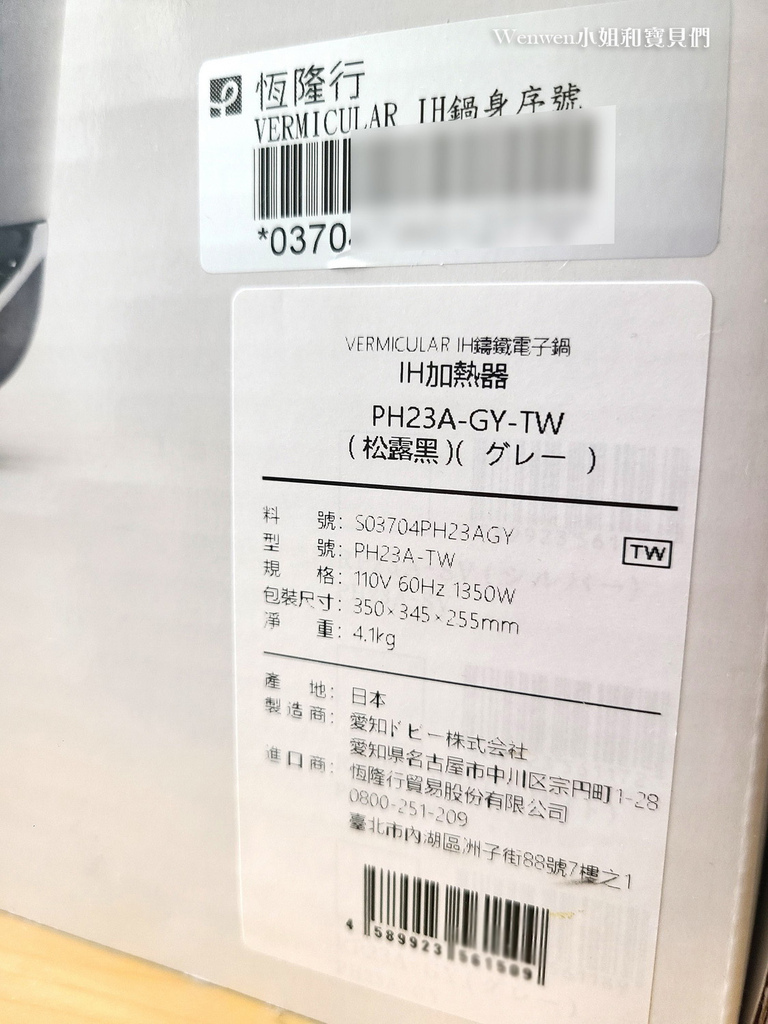 Wenwen小姐和寶貝們
恆隆行
VERMICULAR IH鍋身序號
*0370
VERMICULAR IH鑄鐵電子鍋
IH加熱器
PH23A-GY-TW
(松露黑)( グレー )
料 號: S03704PH23AGY
型 號: PH23A-TW
TW
規 格: 110V 60Hz 1350W
包裝尺寸: 350×345×255mm
淨 重: 4.1kg
產 地: 日本
製造商: 愛知ドビー株式会社
愛知県名古屋市中川区宗円町1-28
進口商: 恆隆行貿易股份有限公司
0800-251-209
臺北市內湖區洲子街88號7樓之1
4 589923 561509